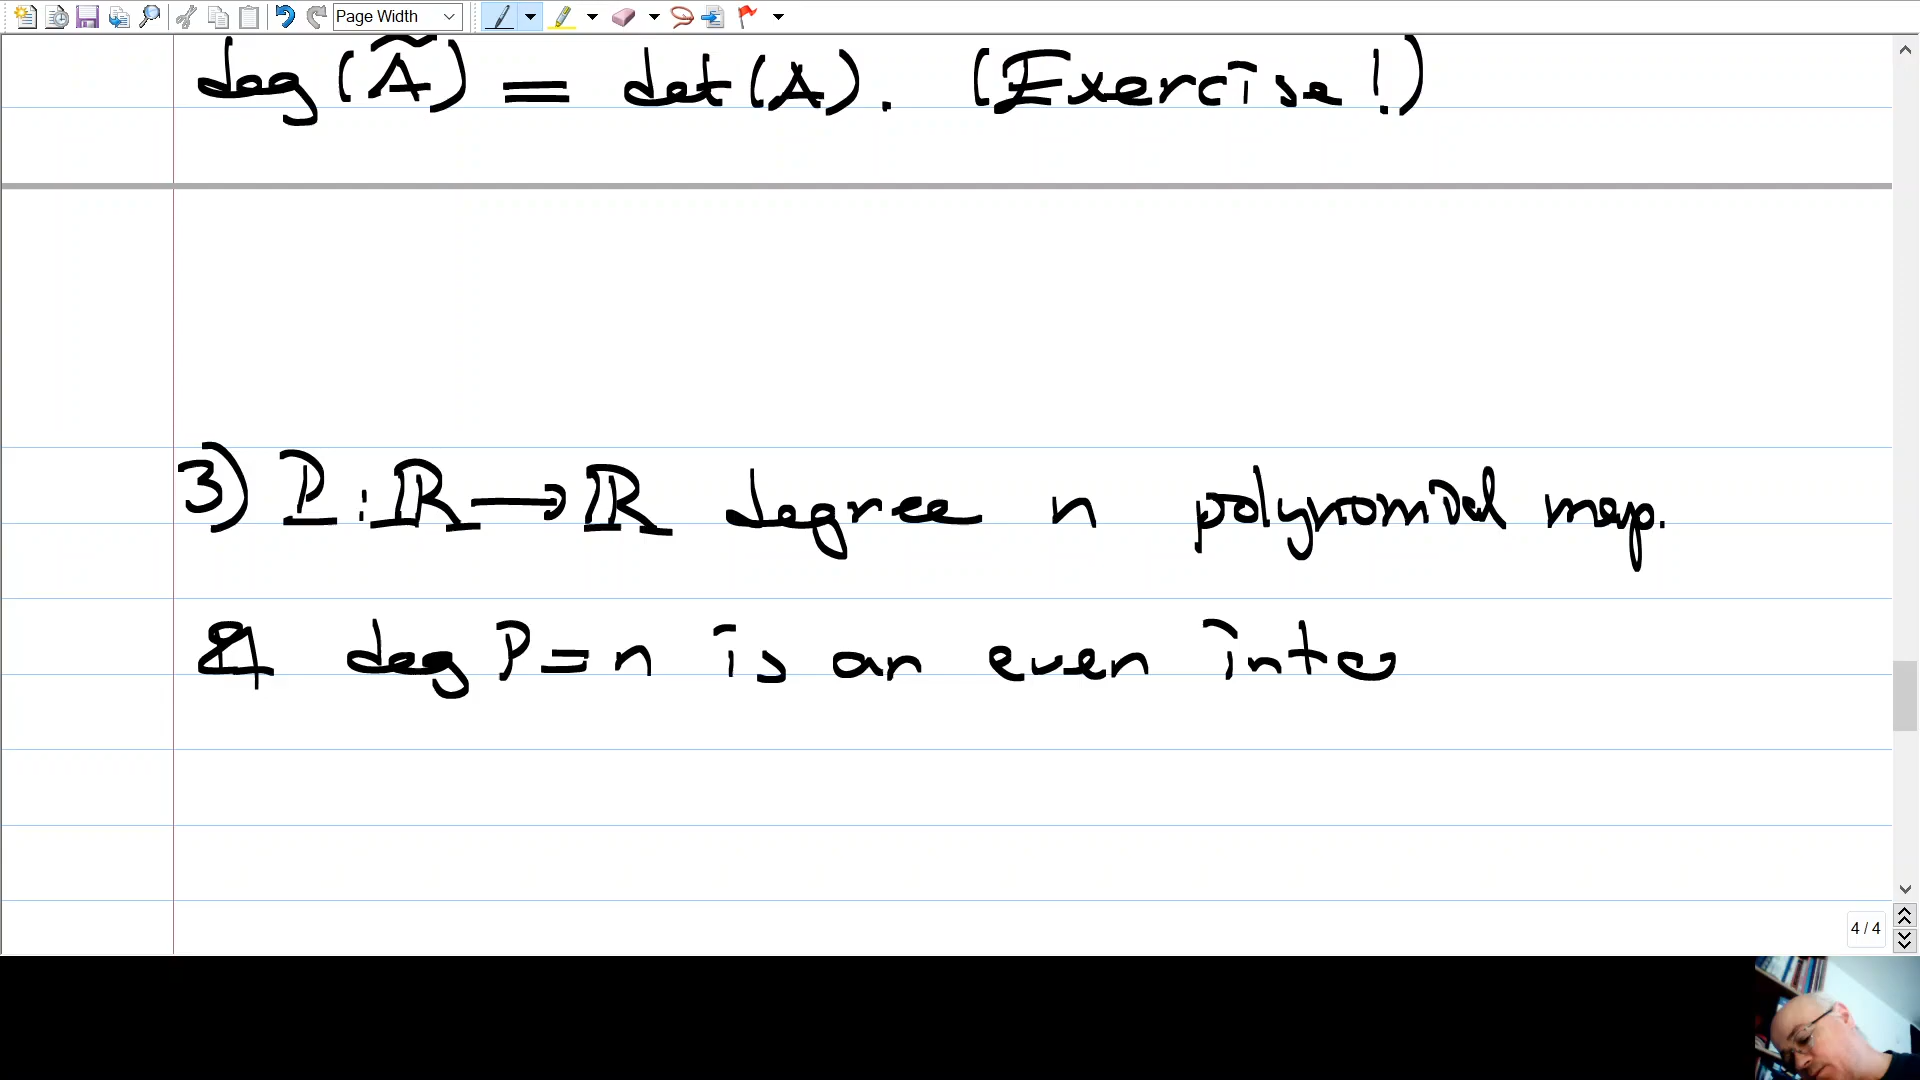 Page Width
deg(Ã) = det(A). (Exercise!)
3) P: ℝ⟶ℝ degree n polynomial map.
& deg P = n is an even inte
4 / 4